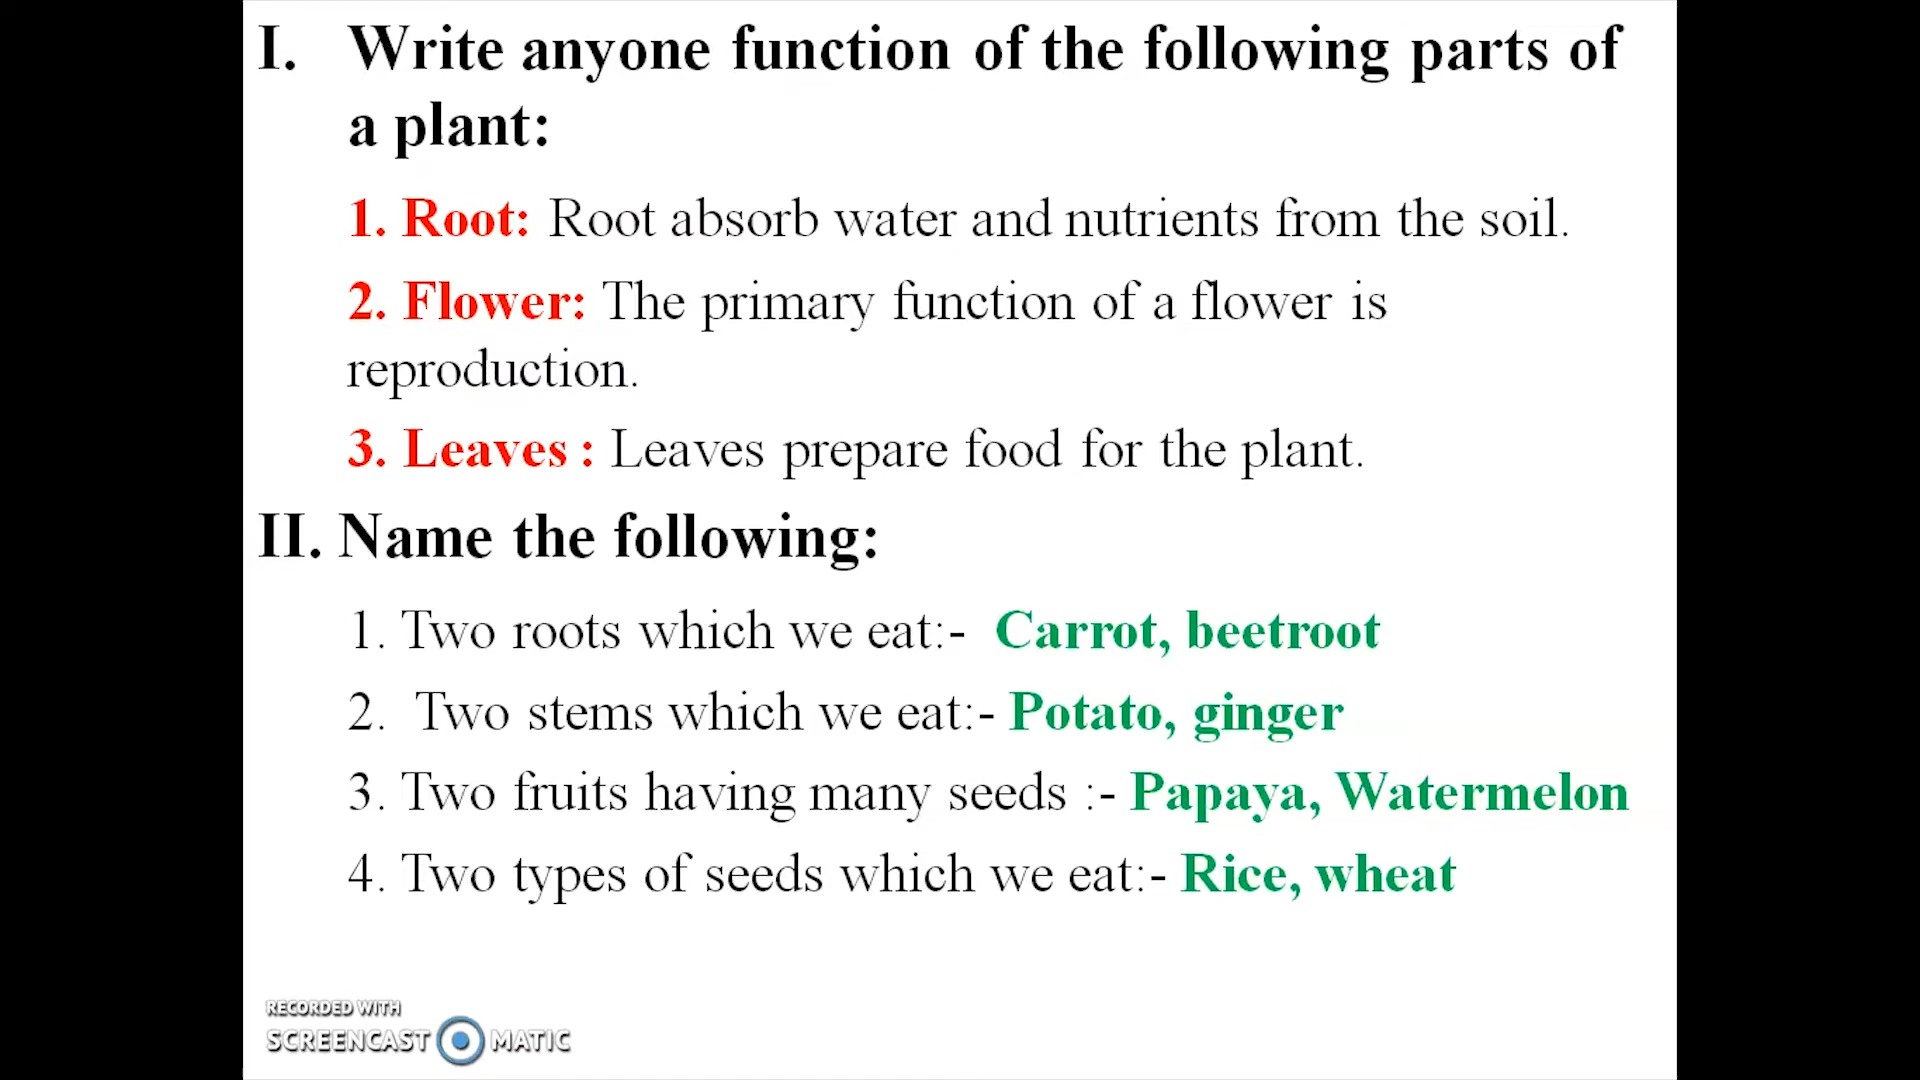 I. Write anyone function of the following parts of
a plant:
1. Root: Root absorb water and nutrients from the soil.
2. Flower: The primary function of a flower is
reproduction.
3. Leaves : Leaves prepare food for the plant.
II. Name the following:
1. Two roots which we eat:- Carrot, beetroot
2. Two stems which we eat:- Potato, ginger
3. Two fruits having many seeds :- Papaya, Watermelon
4. Two types of seeds which we eat:- Rice, wheat
RECORDED WITH
SCREENCAST MATIC